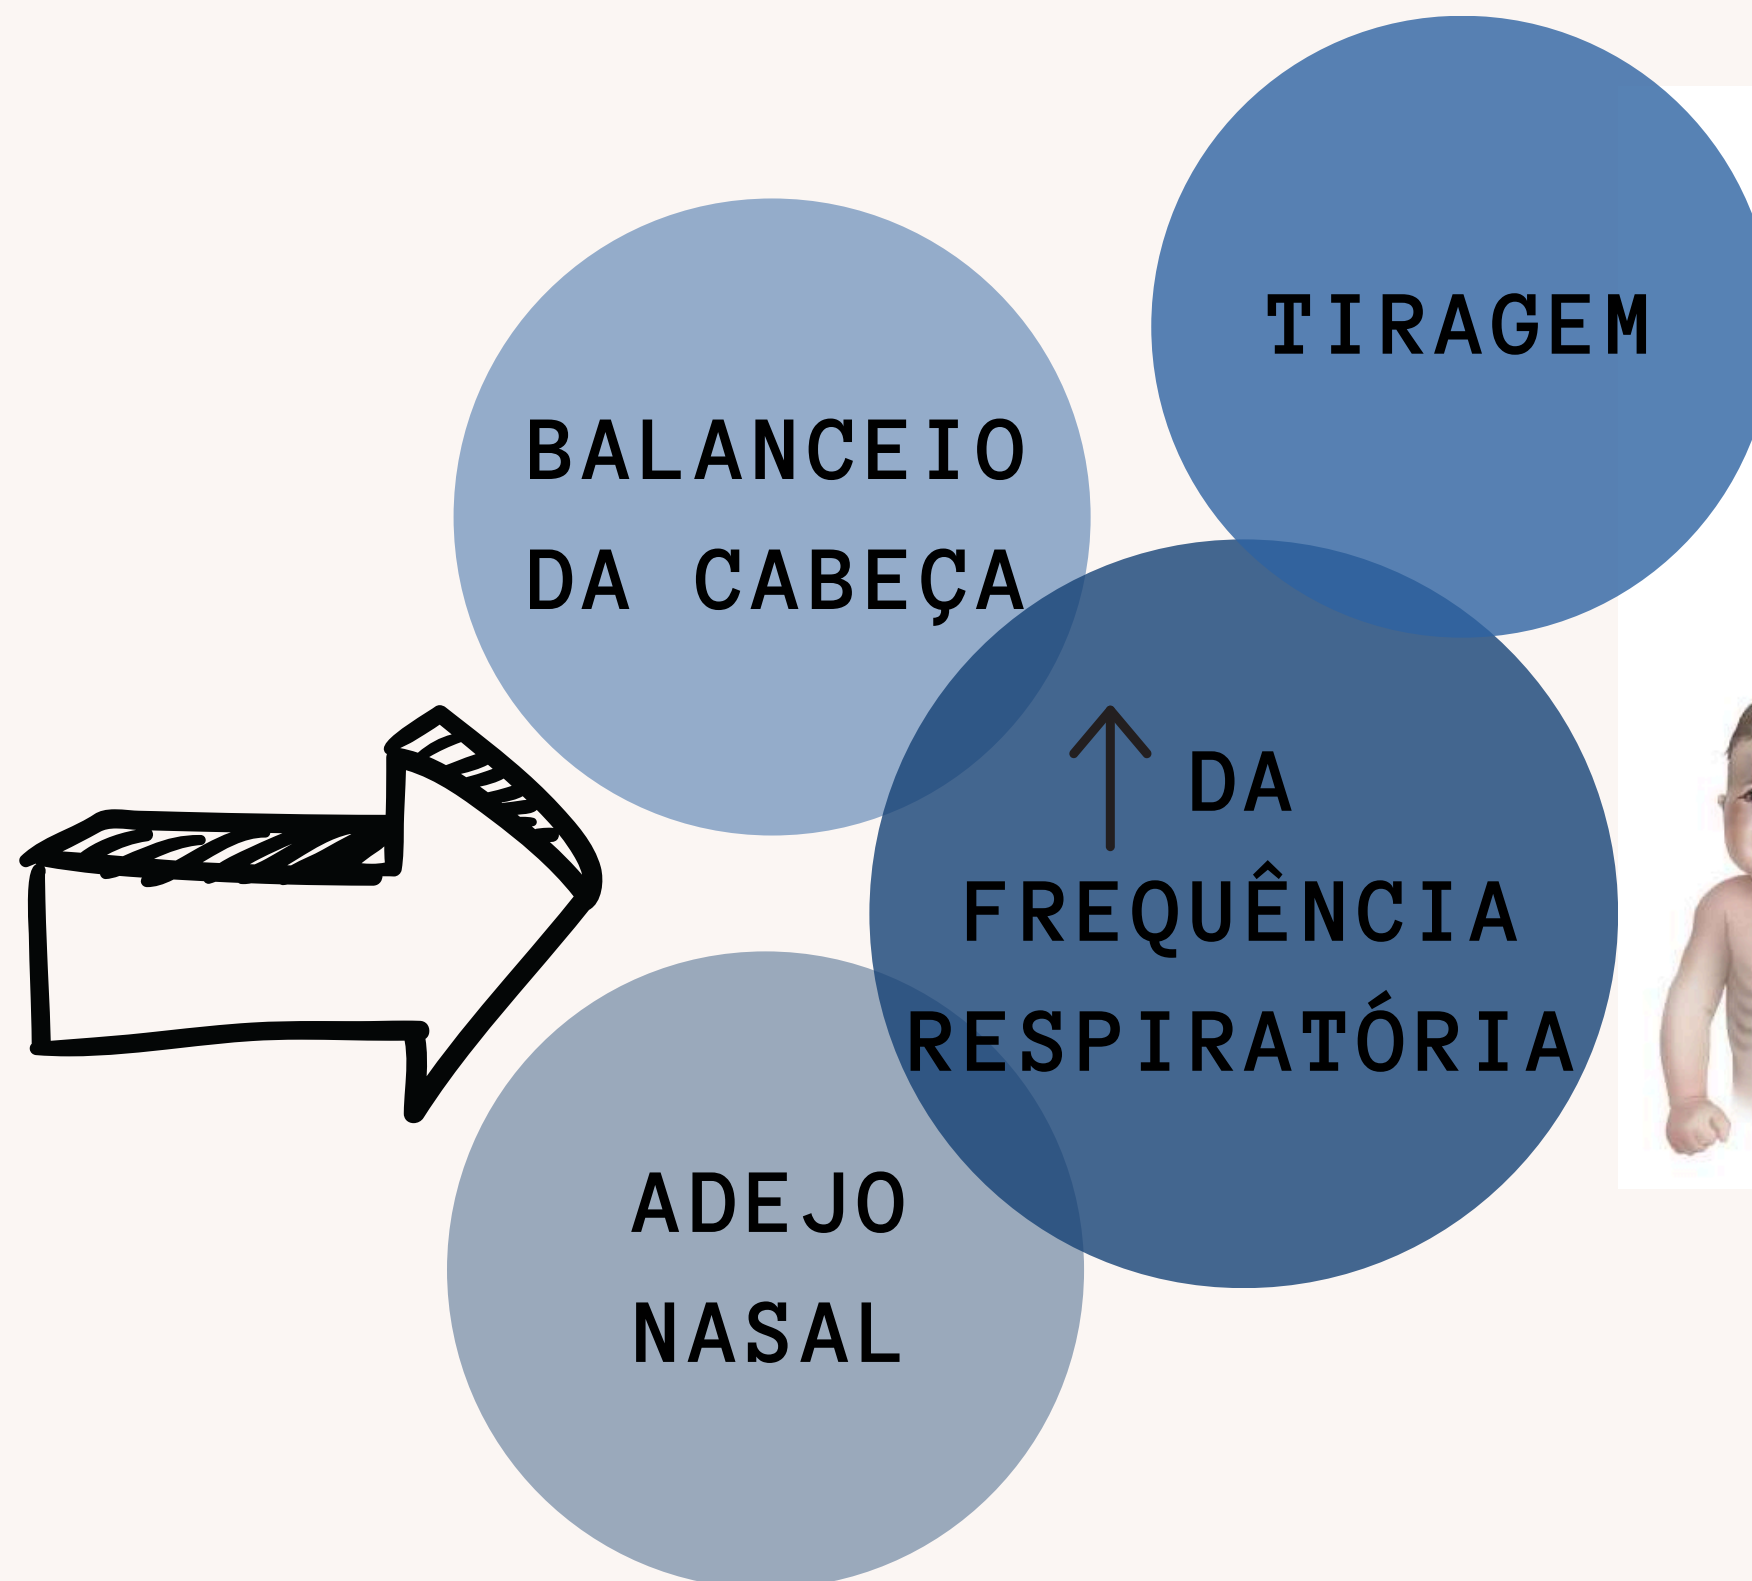 TIRAGEM
BALANCEIO
DA CABEÇA
↑ DA
FREQUÊNCIA
RESPIRATÓRIA
ADEJO
NASAL